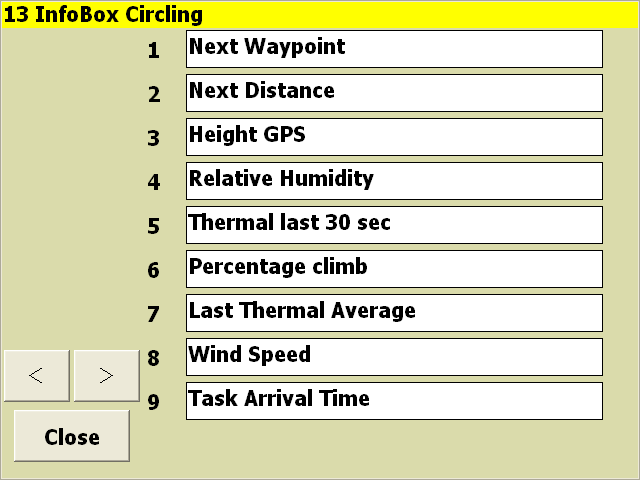 13 InfoBox Circling
1 Next Waypoint
2 Next Distance
3 Height GPS
4 Relative Humidity
5 Thermal last 30 sec
6 Percentage climb
7 Last Thermal Average
8 Wind Speed
9 Task Arrival Time
< >
Close